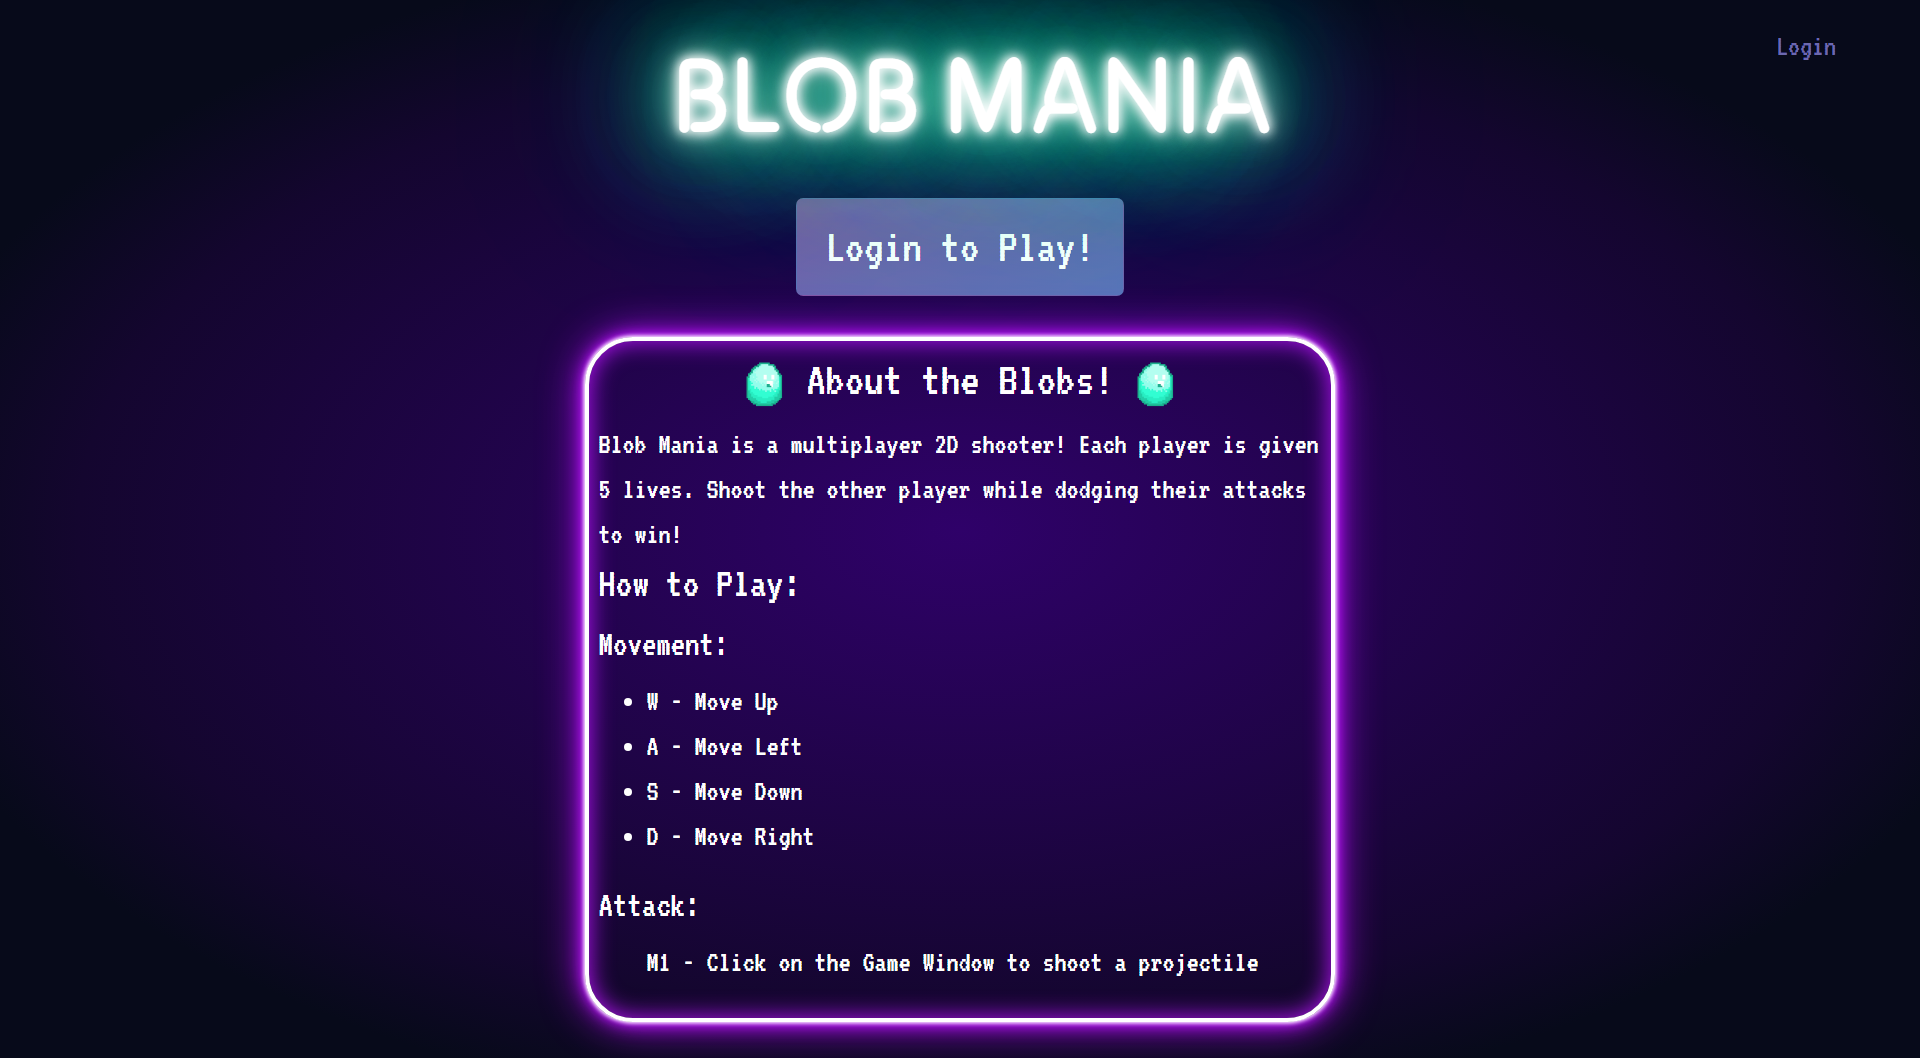 BLOB MANIA
Login
Login to Play!
About the Blobs!
Blob Mania is a multiplayer 2D shooter! Each player is given
5 lives. Shoot the other player while dodging their attacks
to win!
How to Play:
Movement:
• W - Move Up
• A - Move Left
• S - Move Down
• D - Move Right
Attack:
M1 - Click on the Game Window to shoot a projectile